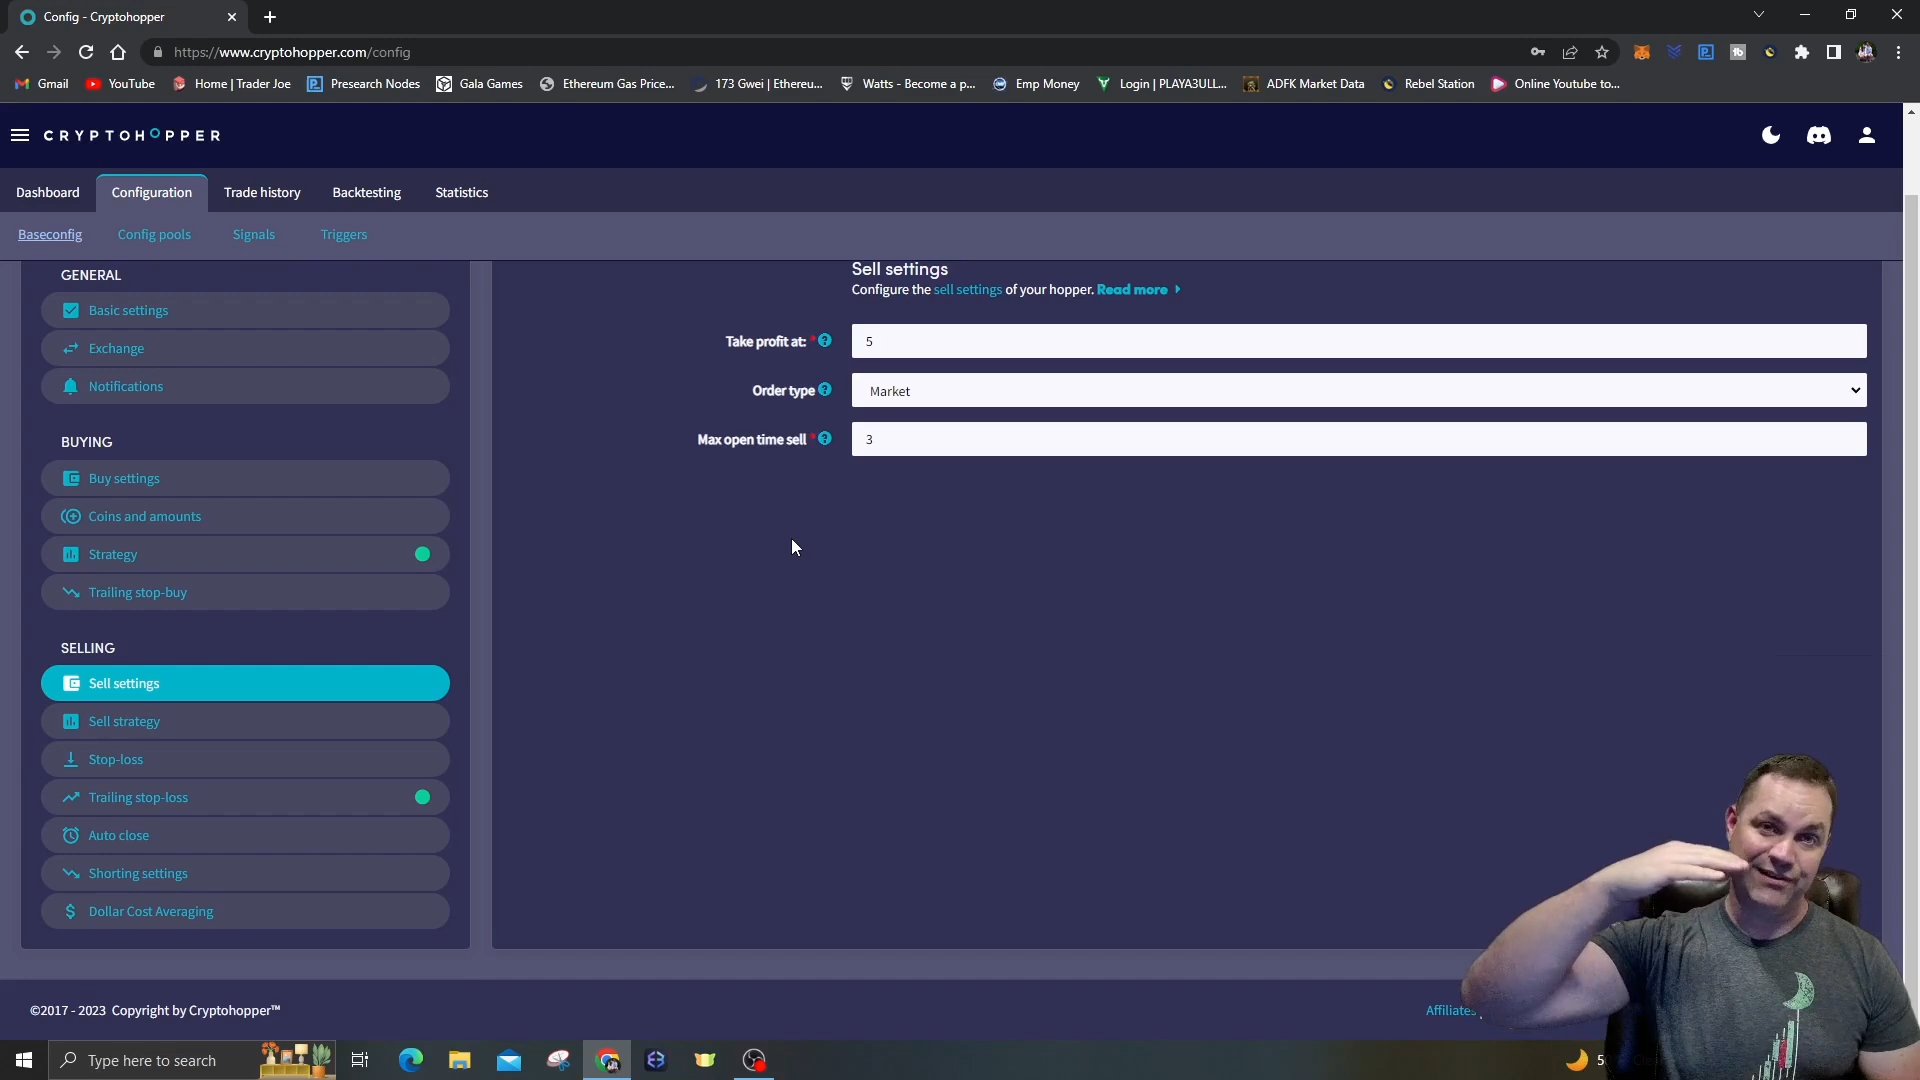 Config - Cryptohopper
https://www.cryptohopper.com/config
Gmail
YouTube
Home | Trader Joe
Presearch Nodes
Gala Games
Ethereum Gas Price...
173 Gwei | Ethereu...
Watts - Become a p...
Emp Money
Login | PLAYA3ULL...
ADFK Market Data
Rebel Station
Online Youtube to...
CRYPTOHOPPER
Dashboard
Configuration
Trade history
Backtesting
Statistics
Baseconfig
Config pools
Signals
Triggers
GENERAL
Basic settings
Exchange
Notifications
BUYING
Buy settings
Coins and amounts
Strategy
Trailing stop-buy
SELLING
Sell settings
Sell strategy
Stop-loss
Trailing stop-loss
Auto close
Shorting settings
Dollar Cost Averaging
Sell settings
Configure the sell settings of your hopper. Read more
Take profit at: * 5
Order type Market
Max open time sell * 3
©2017 - 2023 Copyright by Cryptohopper™
Affiliates
Type here to search